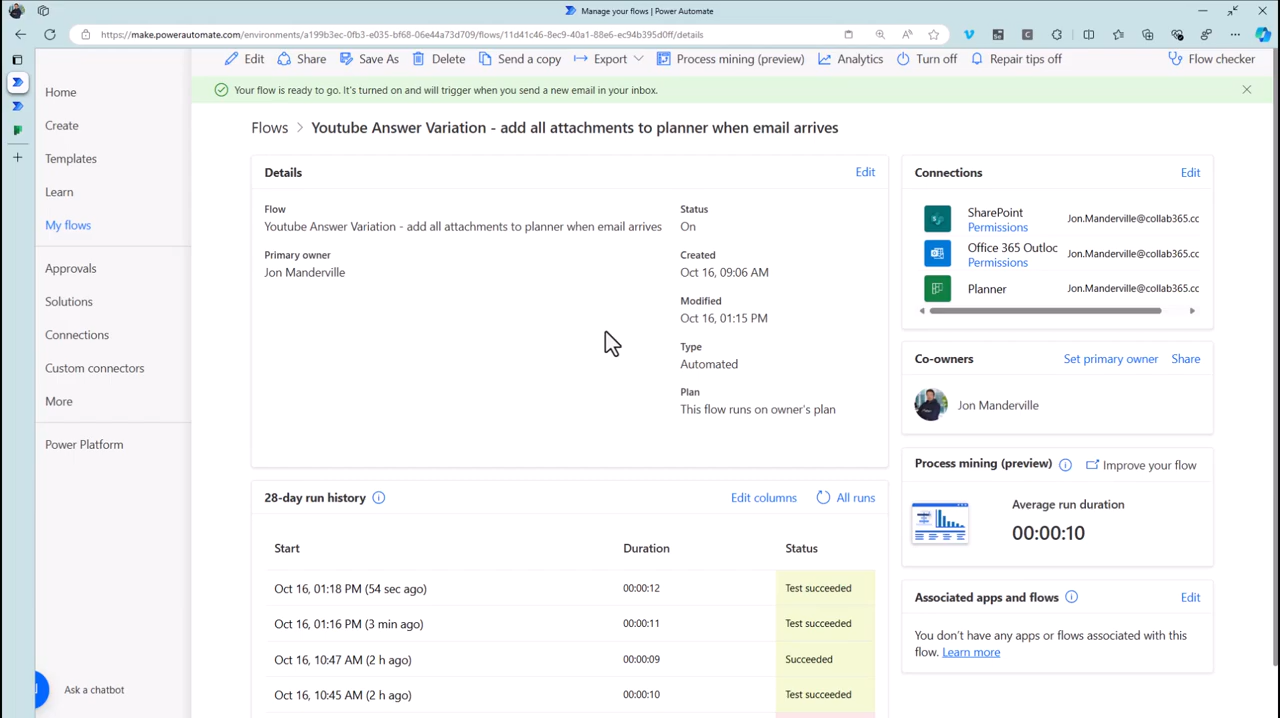 Manage your flows | Power Automate
https://make.powerautomate.com/environments/a199b3ec-0fb3-e035-bf68-06e44a73d709/flows/11d41c46-8ec9-40a1-88e6-ec94b395d0ff/details
Edit Share Save As Delete Send a copy Export Process mining (preview) Analytics Turn off Repair tips off Flow checker
Your flow is ready to go. It's turned on and will trigger when you send a new email in your inbox.
Home
Create
Templates
Learn
My flows
Approvals
Solutions
Connections
Custom connectors
More
Power Platform
Ask a chatbot
Flows > Youtube Answer Variation - add all attachments to planner when email arrives
Details Edit
Flow
Youtube Answer Variation - add all attachments to planner when email arrives
Primary owner
Jon Manderville
Status
On
Created
Oct 16, 09:06 AM
Modified
Oct 16, 01:15 PM
Type
Automated
Plan
This flow runs on owner's plan
28-day run history Edit columns All runs
Start Duration Status
Oct 16, 01:18 PM (54 sec ago) 00:00:12 Test succeeded
Oct 16, 01:16 PM (3 min ago) 00:00:11 Test succeeded
Oct 16, 10:47 AM (2 h ago) 00:00:09 Succeeded
Oct 16, 10:45 AM (2 h ago) 00:00:10 Test succeeded
Connections Edit
SharePoint Jon.Manderville@collab365.cc
Permissions
Office 365 Outloc Jon.Manderville@collab365.cc
Permissions
Planner Jon.Manderville@collab365.cc
Co-owners Set primary owner Share
Jon Manderville
Process mining (preview) Improve your flow
Average run duration
00:00:10
Associated apps and flows Edit
You don't have any apps or flows associated with this
flow. Learn more